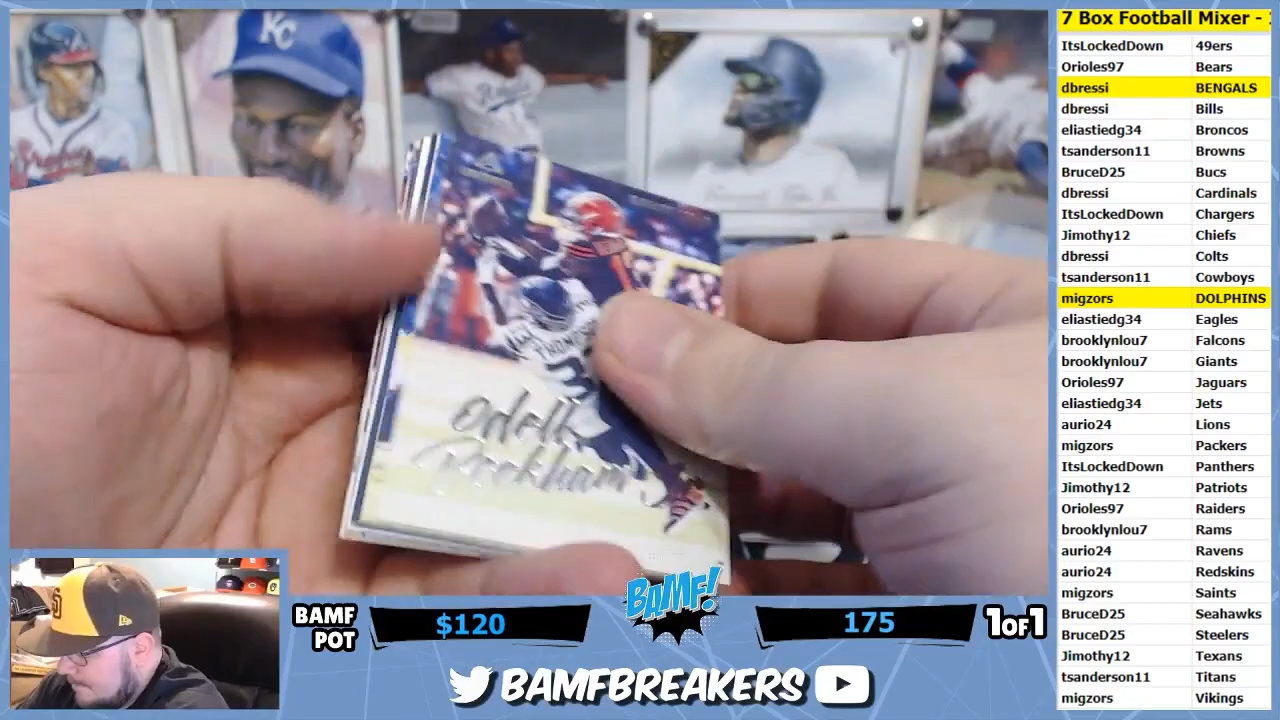 7 Box Football Mixer -
ItsLockedDown 49ers
Orioles97 Bears
dbressi BENGALS
dbressi Bills
eliastiedg34 Broncos
tsanderson11 Browns
BruceD25 Bucs
dbressi Cardinals
ItsLockedDown Chargers
Jimothy12 Chiefs
dbressi Colts
tsanderson11 Cowboys
migzors DOLPHINS
eliastiedg34 Eagles
brooklynlou7 Falcons
brooklynlou7 Giants
Orioles97 Jaguars
eliastiedg34 Jets
aurio24 Lions
migzors Packers
ItsLockedDown Panthers
Jimothy12 Patriots
Orioles97 Raiders
brooklynlou7 Rams
aurio24 Ravens
aurio24 Redskins
migzors Saints
BruceD25 Seahawks
BruceD25 Steelers
Jimothy12 Texans
tsanderson11 Titans
migzors Vikings
KC
Odell
Beckham
BAMF
POT
$120
BAMF!
175
1OF1
BAMFBREAKERS